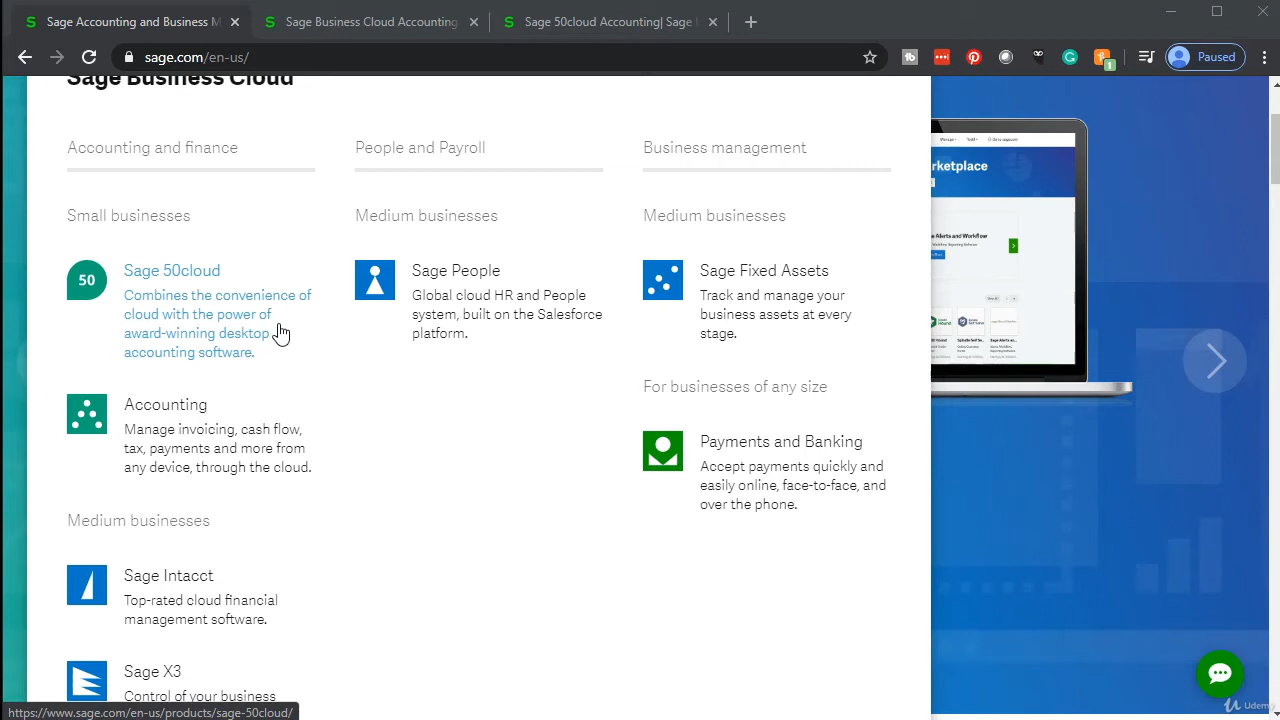 Sage Accounting and Business M
Sage Business Cloud Accounting
Sage 50cloud Accounting| Sage
sage.com/en-us/
1
Paused
Sage Business Cloud
Accounting and finance
People and Payroll
Business management
Small businesses
Medium businesses
Medium businesses
50
Sage 50cloud
Combines the convenience of
cloud with the power of
award-winning desctop
accounting software.
Sage People
Global cloud HR and People
system, built on the Salesforce
platform.
Sage Fixed Assets
Track and manage your
business assets at every
stage.
Accounting
Manage invoicing, cash flow,
tax, payments and more from
any device, through the cloud.
For businesses of any size
Payments and Banking
Accept payments quickly and
easily online, face-to-face, and
over the phone.
Medium businesses
Sage Intacct
Top-rated cloud financial
management software.
Sage X3
Control of your business
https://www.sage.com/en-us/products/sage-50cloud/
rketplace
e Alerts and Workflow
Udemy